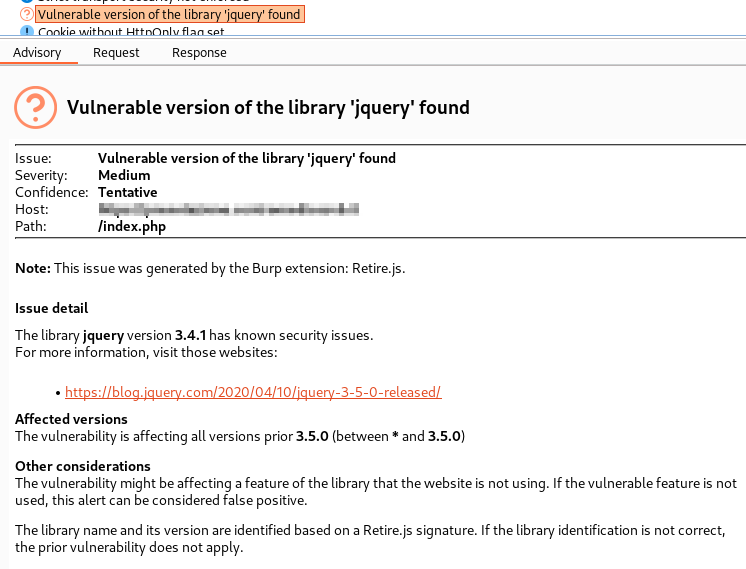 Strict transport security not enforced
Vulnerable version of the library 'jquery' found
Cookie without HttpOnly flag set
Advisory Request Response
Vulnerable version of the library 'jquery' found
Issue: Vulnerable version of the library 'jquery' found
Severity: Medium
Confidence: Tentative
Host:
Path: /index.php
Note: This issue was generated by the Burp extension: Retire.js.
Issue detail
The library jquery version 3.4.1 has known security issues.
For more information, visit those websites:
• https://blog.jquery.com/2020/04/10/jquery-3-5-0-released/
Affected versions
The vulnerability is affecting all versions prior 3.5.0 (between * and 3.5.0)
Other considerations
The vulnerability might be affecting a feature of the library that the website is not using. If the vulnerable feature is not
used, this alert can be considered false positive.
The library name and its version are identified based on a Retire.js signature. If the library identification is not correct,
the prior vulnerability does not apply.